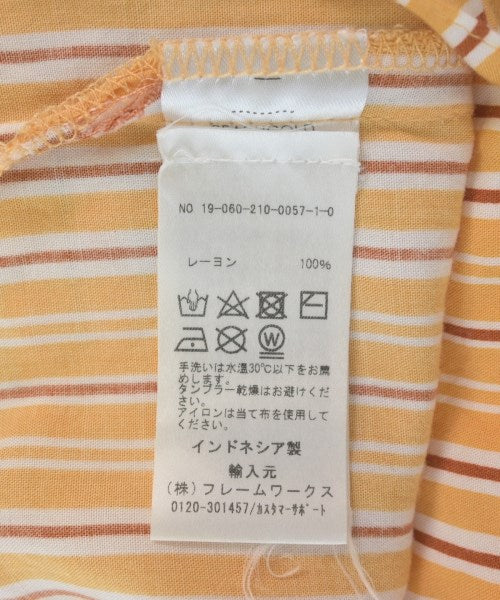 NO 19-060-210-0057-1-0
レーヨン 100%
W
手洗いは水温30℃以下をお薦
めします。
タンブラー乾燥はお避けくださ
い。
アイロンは当て布を使用してく
ださい。
インドネシア製
輸入元
(株)フレームワークス
0120-301457/カスタマーサポート